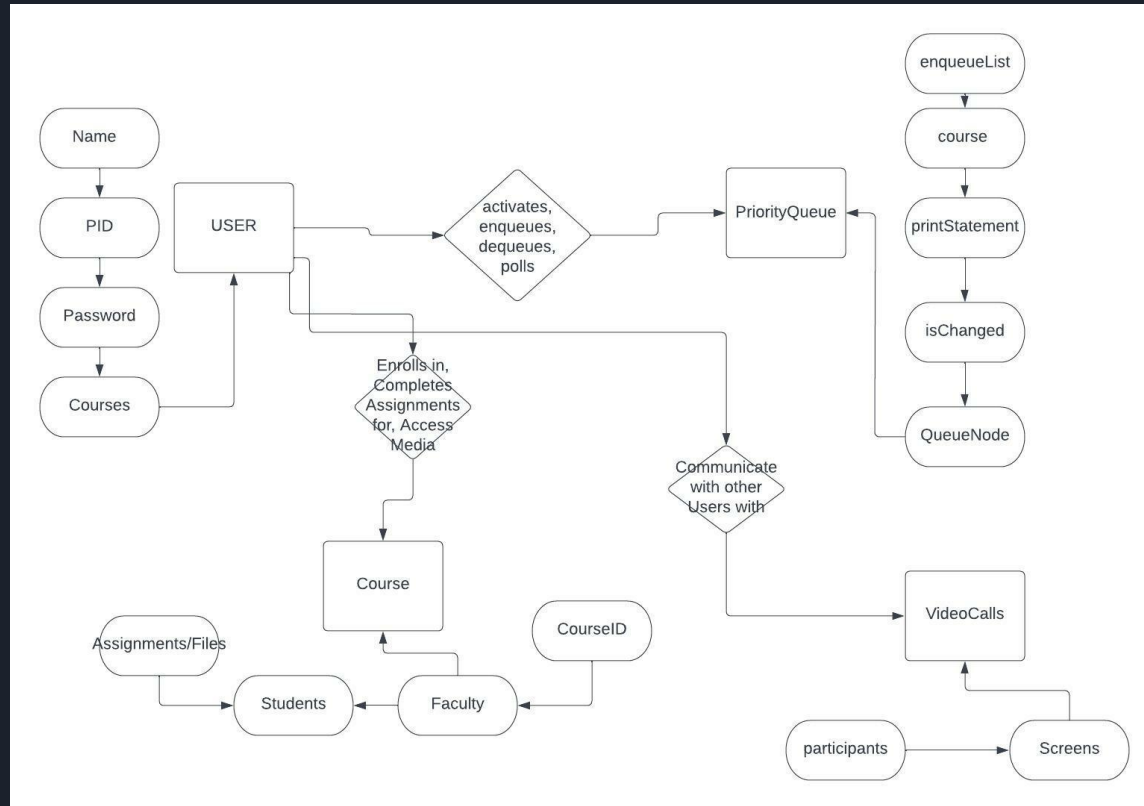 enqueueList
Name
course
USER
activates,
enqueues,
dequeues,
polls
PriorityQueue
PID
printStatement
Password
isChanged
Enrolls in,
Completes
Assignments
for, Access
Media
Courses
QueueNode
Communicate
with other
Users with
Course
VideoCalls
CourseID
Assignments/Files
Students
Faculty
participants
Screens